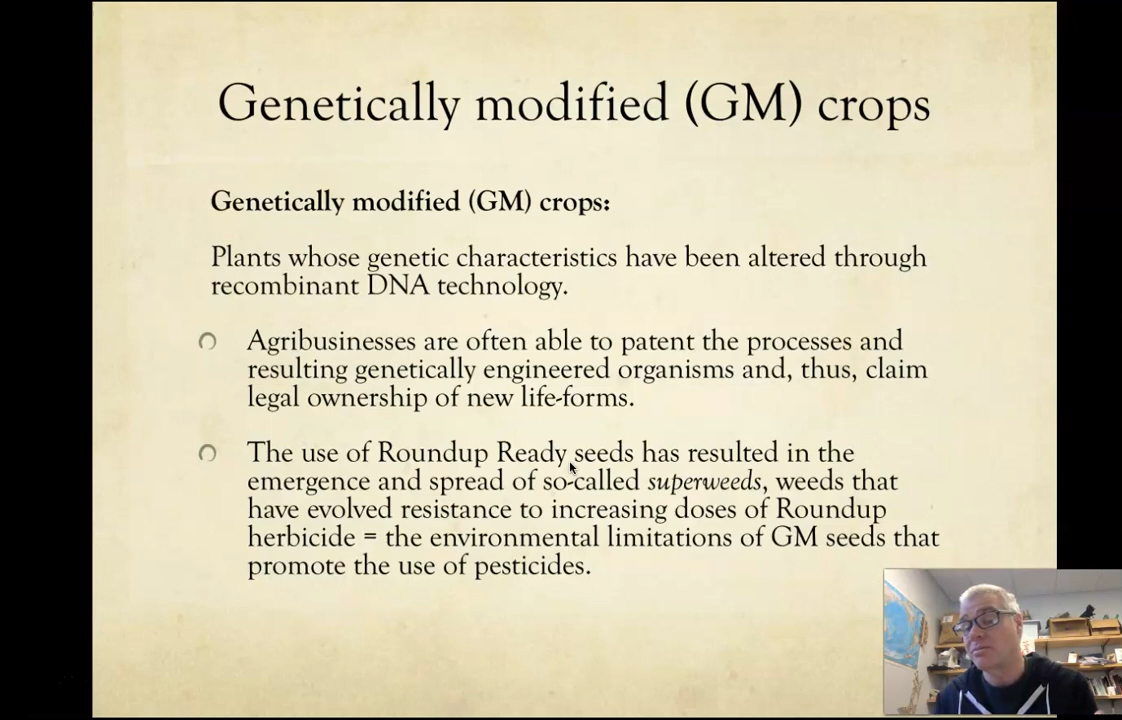 Genetically modified (GM) crops
Genetically modified (GM) crops:
Plants whose genetic characteristics have been altered through
recombinant DNA technology.
Agribusinesses are often able to patent the processes and
resulting genetically engineered organisms and, thus, claim
legal ownership of new life-forms.
The use of Roundup Ready seeds has resulted in the
emergence and spread of so-called superweeds, weeds that
have evolved resistance to increasing doses of Roundup
herbicide = the environmental limitations of GM seeds that
promote the use of pesticides.